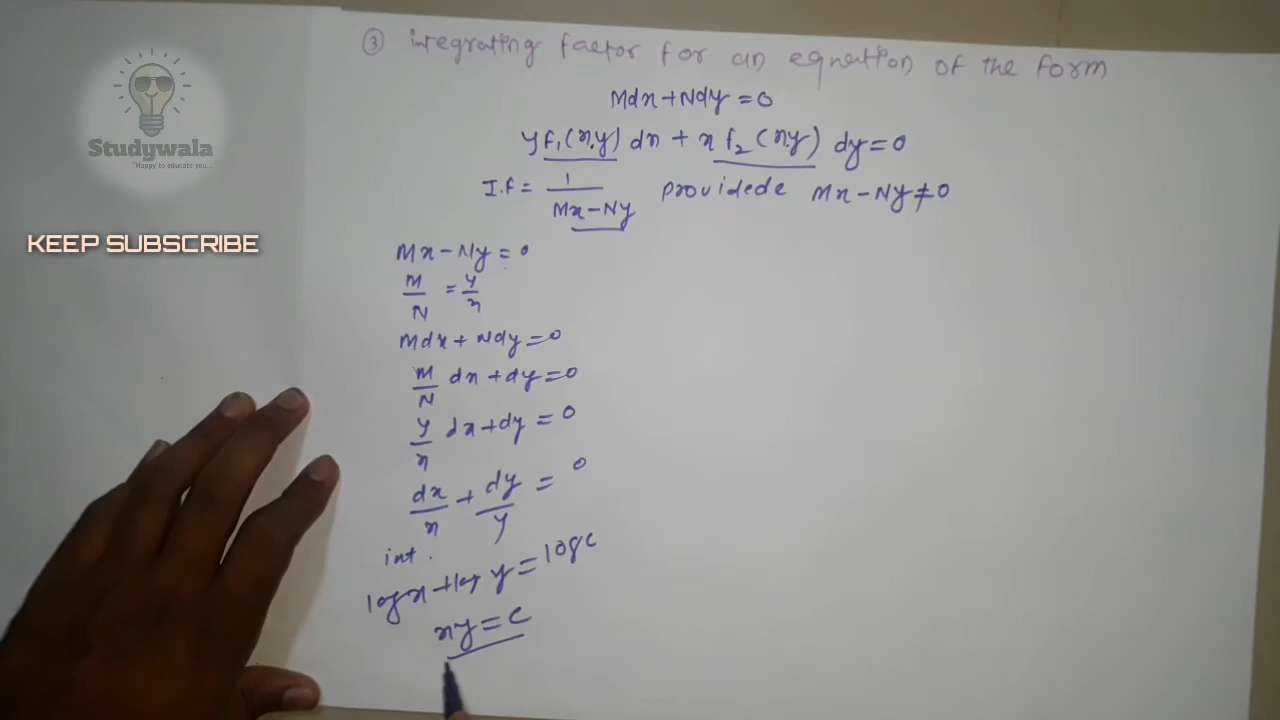 Studywala
"Happy to educate you....
KEEP SUBSCRIBE
③ integrating factor for an equation of the form
Mdx+Ndy=0
yf₁(x.y)dx + x f₂(x.y) dy=0
I.f = 1/(Mx-Ny) providede Mx-Ny≠0
Mx-Ny=0
M/N = y/x
Mdx+Ndy=0
M/N dx+dy=0
y/x dx+dy=0
dx/x + dy/y = 0
int.
logx+log y=logc
xy=c